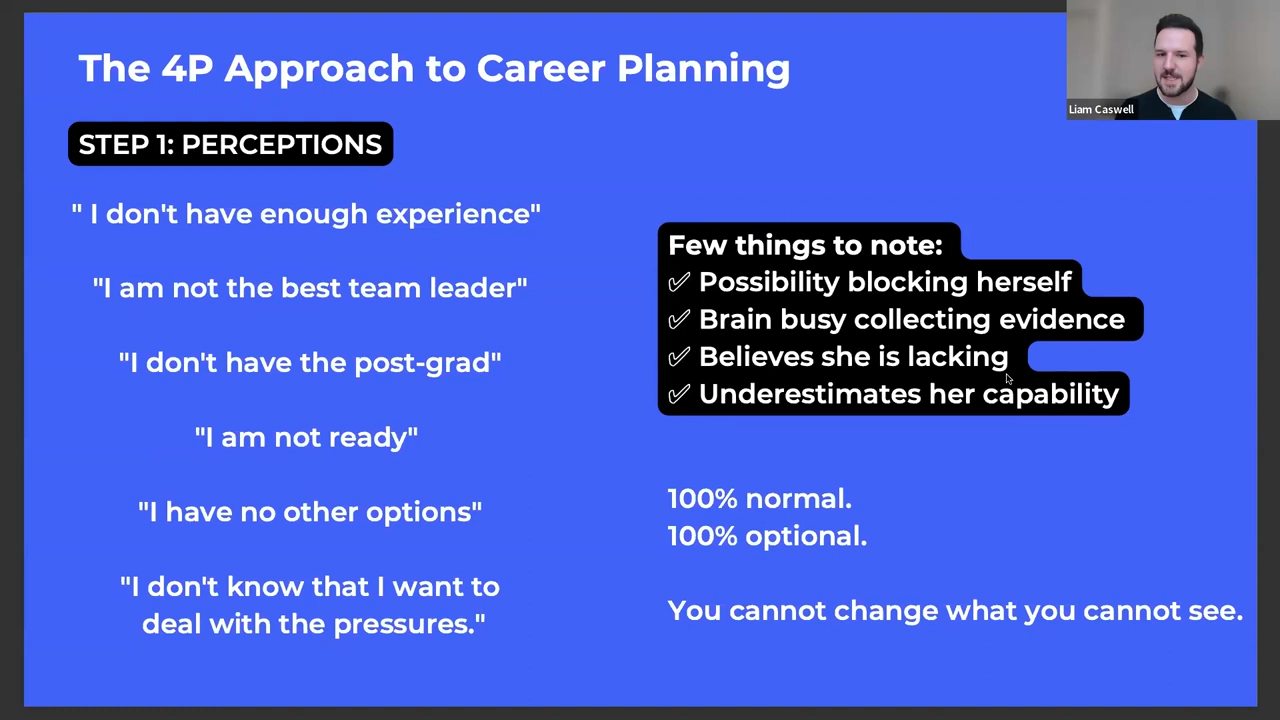 The 4P Approach to Career Planning
Liam Caswell
STEP 1: PERCEPTIONS
" I don't have enough experience"
"I am not the best team leader"
"I don't have the post-grad"
"I am not ready"
"I have no other options"
"I don't know that I want to
deal with the pressures."
Few things to note:
✅ Possibility blocking herself
✅ Brain busy collecting evidence
✅ Believes she is lacking
✅ Underestimates her capability
100% normal.
100% optional.
You cannot change what you cannot see.